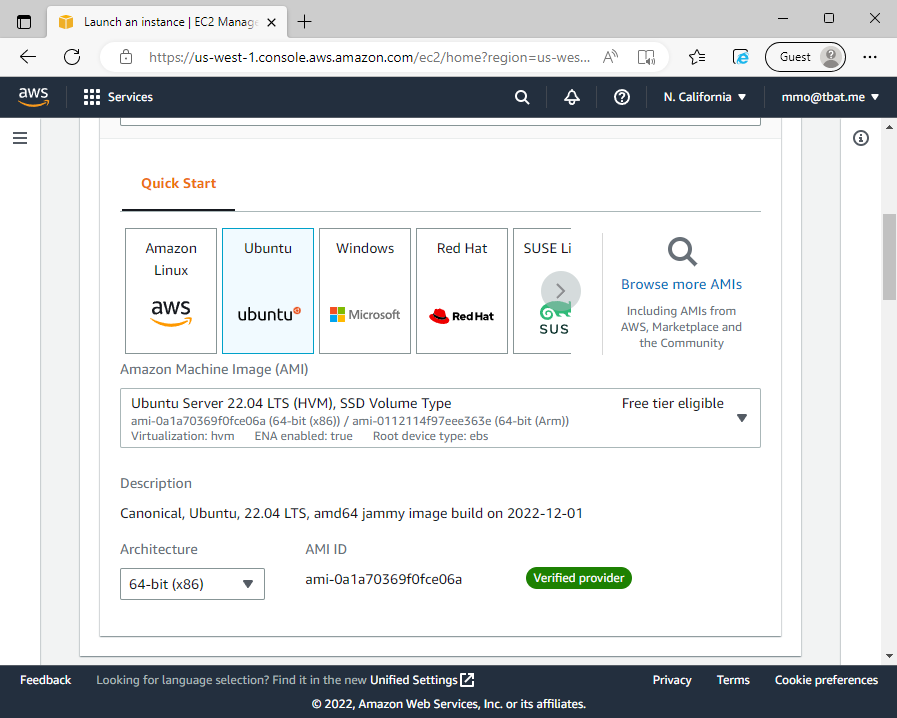 Launch an instance | EC2 Manage
https://us-west-1.console.aws.amazon.com/ec2/home?region=us-wes...
Guest
aws
Services
N. California
mmo@tbat.me
Quick Start
Amazon Linux
aws
Ubuntu
ubuntu
Windows
Microsoft
Red Hat
Red Hat
SUSE Li
SUS
Browse more AMIs
Including AMIs from
AWS, Marketplace and
the Community
Amazon Machine Image (AMI)
Ubuntu Server 22.04 LTS (HVM), SSD Volume Type
Free tier eligible
ami-0a1a70369f0fce06a (64-bit (x86)) / ami-0112114f97eee363e (64-bit (Arm))
Virtualization: hvm ENA enabled: true Root device type: ebs
Description
Canonical, Ubuntu, 22.04 LTS, amd64 jammy image build on 2022-12-01
Architecture
AMI ID
64-bit (x86)
ami-0a1a70369f0fce06a
Verified provider
Feedback
Looking for language selection? Find it in the new Unified Settings
Privacy
Terms
Cookie preferences
© 2022, Amazon Web Services, Inc. or its affiliates.